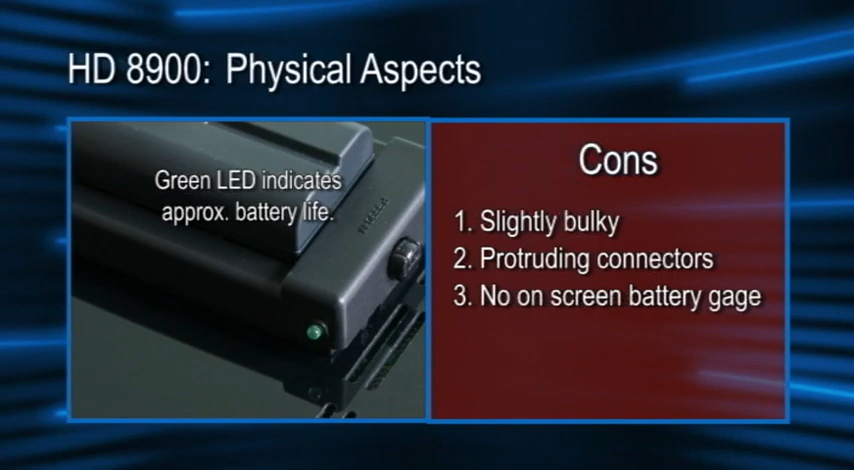 HD 8900: Physical Aspects
Green LED indicates
approx. battery life.
Cons
1. Slightly bulky
2. Protruding connectors
3. No on screen battery gage